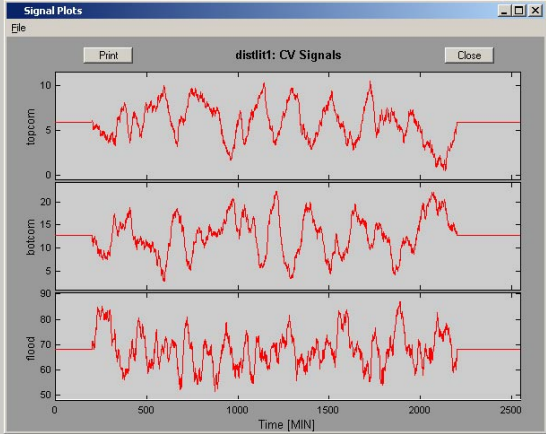 Signal Plots
File
Print
distlit1: CV Signals
Close
10
5
0
topcom
20
15
10
5
botcom
90
80
70
60
50
flood
0 500 1000 1500 2000 2500
Time [MIN]